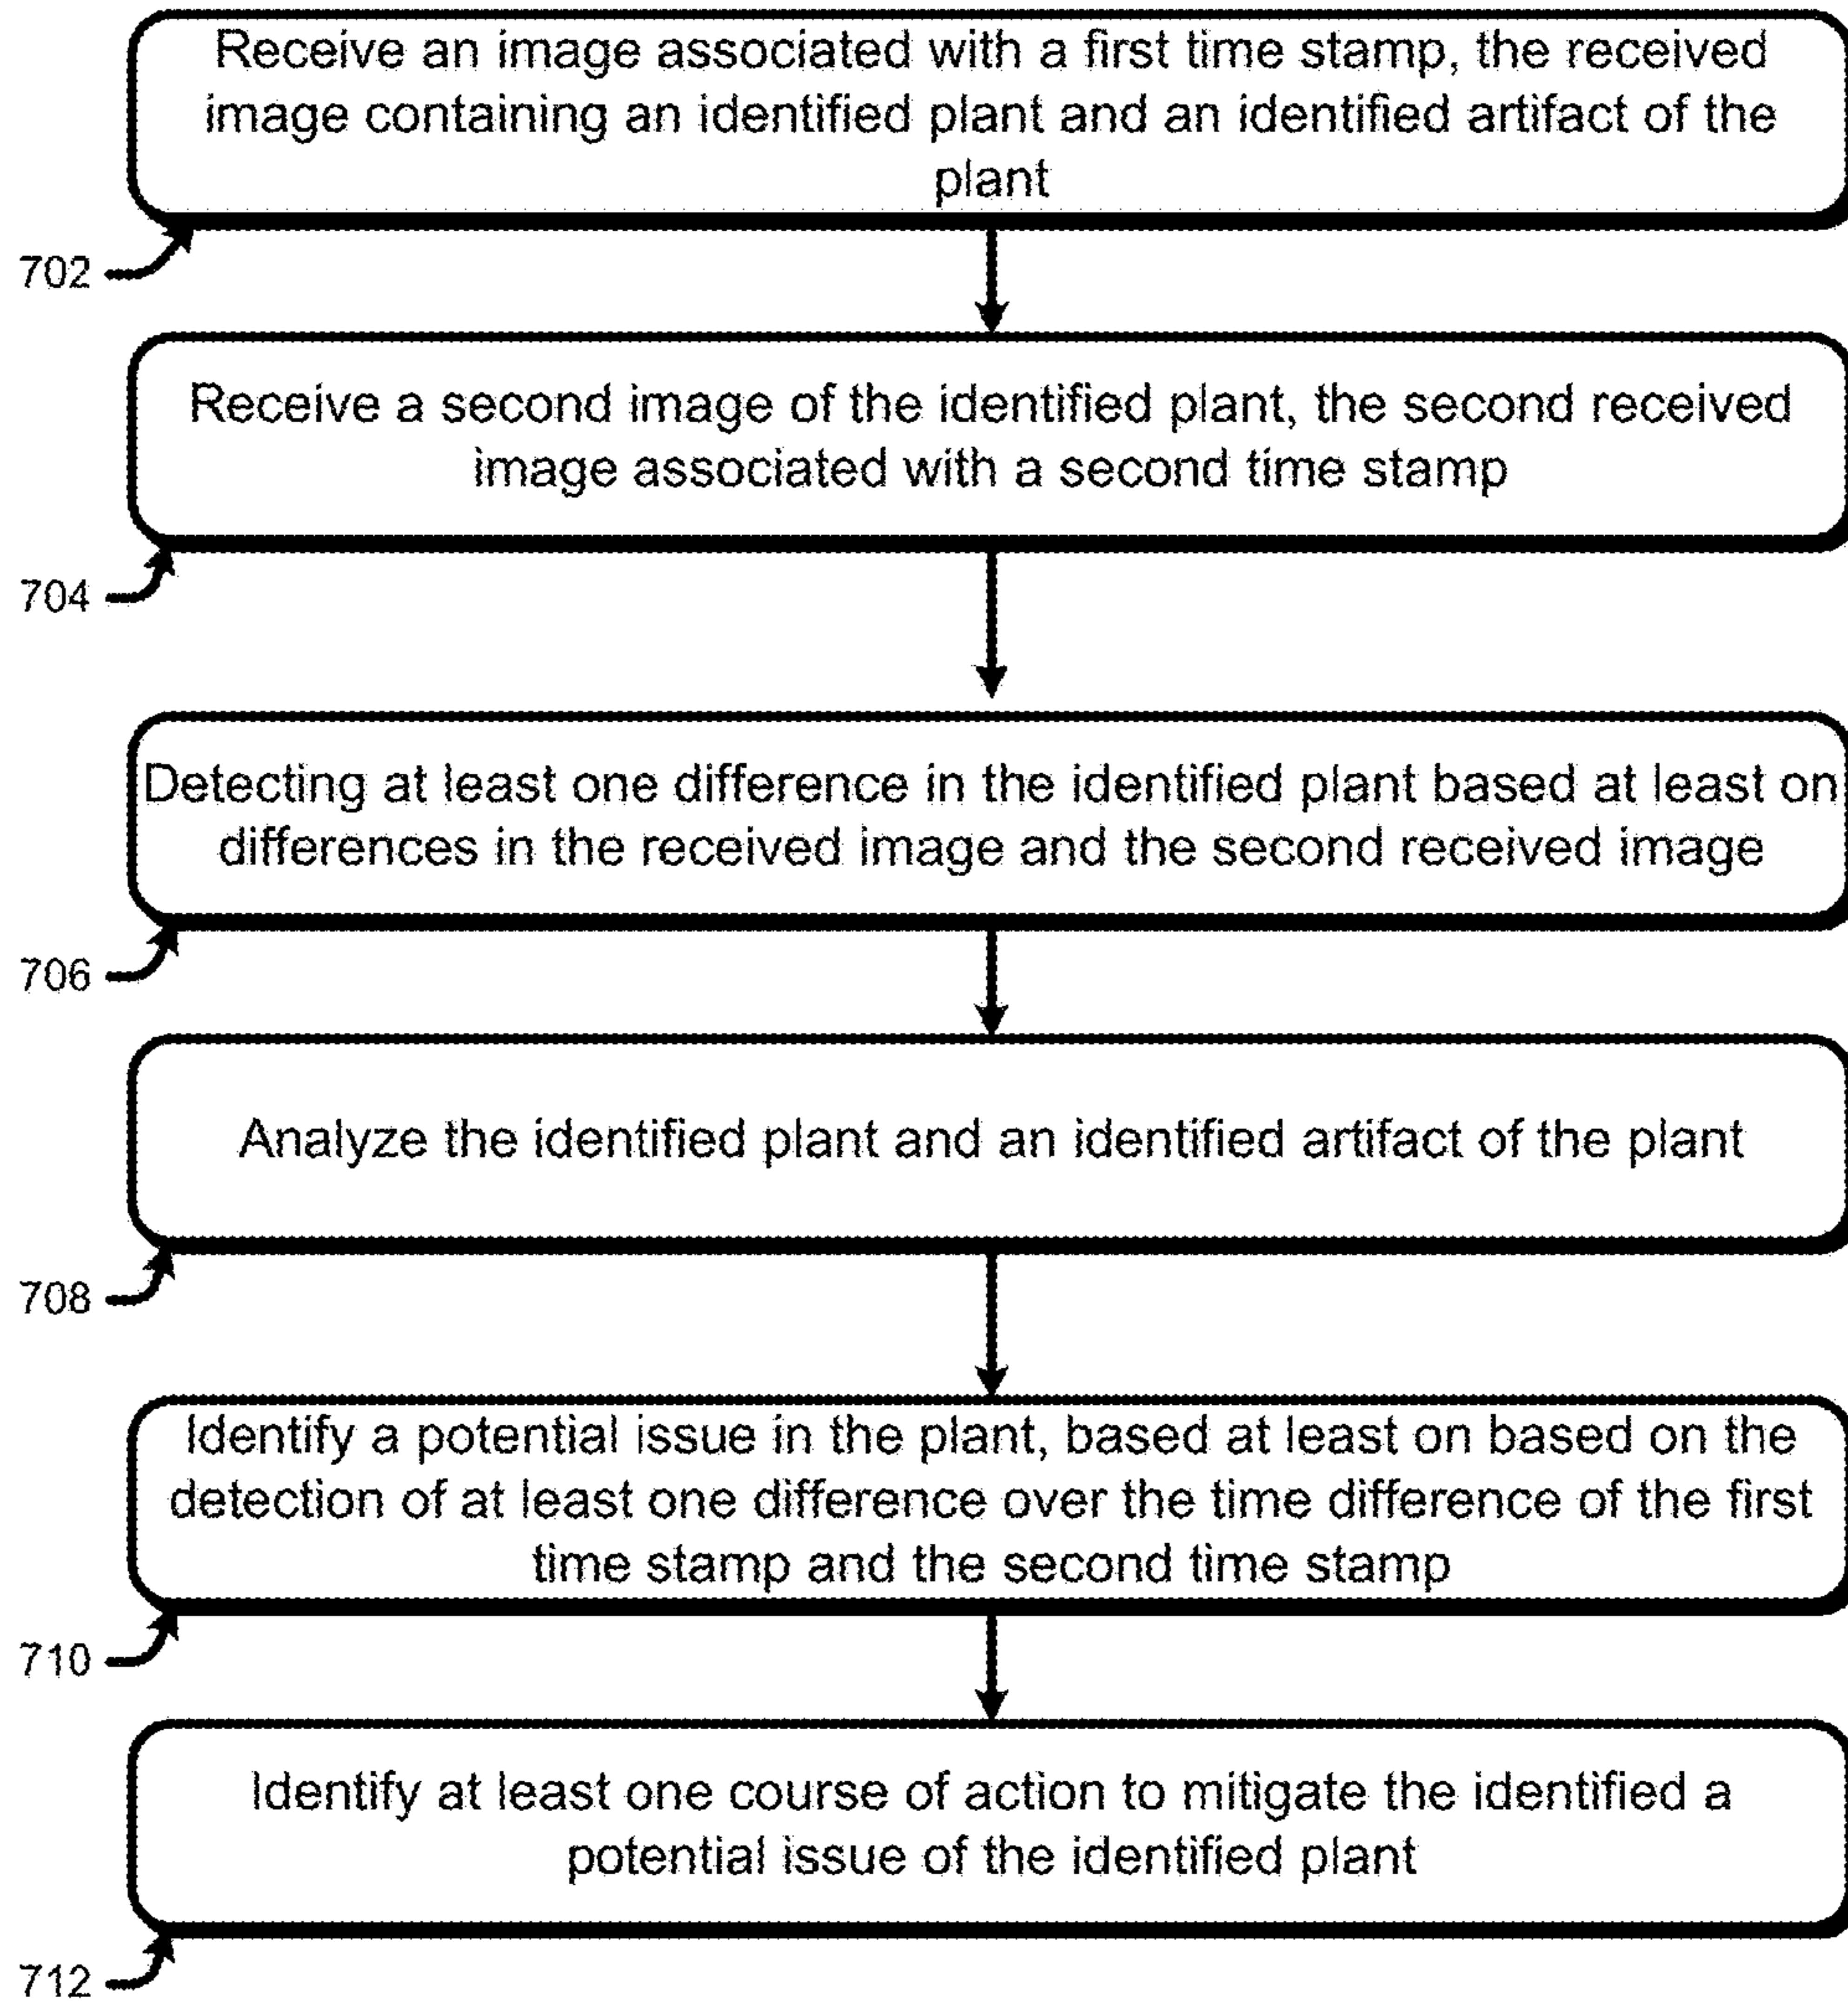 Receive an image associated with a first time stamp, the received
image containing an identified plant and an identified artifact of the
plant
702
Receive a second image of the identified plant, the second received
image associated with a second time stamp
704
Detecting at least one difference in the identified plant based at least on
differences in the received image and the second received image
706
Analyze the identified plant and an identified artifact of the plant
708
Identify a potential issue in the plant, based at least on based on the
detection of at least one difference over the time difference of the first
time stamp and the second time stamp
710
Identify at least one course of action to mitigate the identified a
potential issue of the identified plant
712